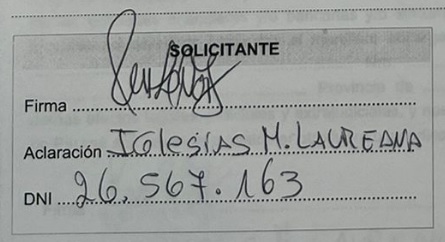 SOLICITANTE
Firma
Aclaración Iglesias M. Laureana
DNI 26.567.163